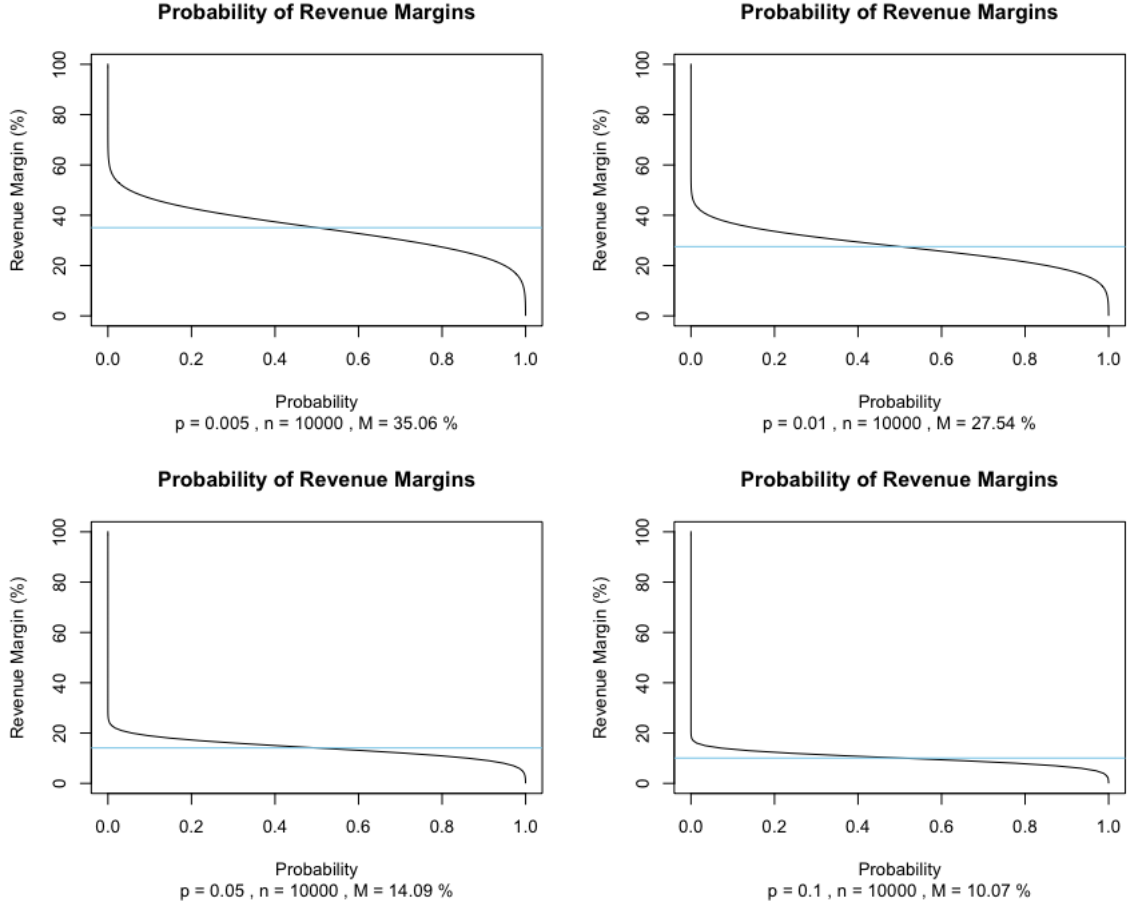 Probability of Revenue Margins
Revenue Margin (%)
100
80
60
40
20
0
0.0 0.2 0.4 0.6 0.8 1.0
Probability
p = 0.005 , n = 10000 , M = 35.06 %
Probability of Revenue Margins
Revenue Margin (%)
100
80
60
40
20
0
0.0 0.2 0.4 0.6 0.8 1.0
Probability
p = 0.01 , n = 10000 , M = 27.54 %
Probability of Revenue Margins
Revenue Margin (%)
100
80
60
40
20
0
0.0 0.2 0.4 0.6 0.8 1.0
Probability
p = 0.05 , n = 10000 , M = 14.09 %
Probability of Revenue Margins
Revenue Margin (%)
100
80
60
40
20
0
0.0 0.2 0.4 0.6 0.8 1.0
Probability
p = 0.1 , n = 10000 , M = 10.07 %